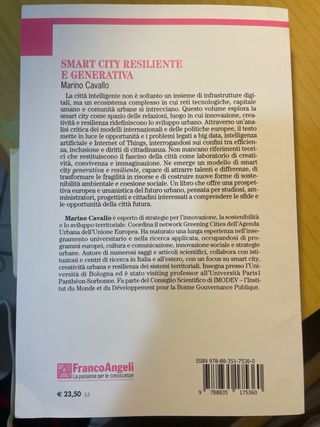 SMART CITY RESILIENTE
E GENERATIVA
Marino Cavallo
La città intelligente non è soltanto un insieme di infrastrutture digi-
tali, ma un ecosistema complesso in cui reti tecnologiche, capitale
umano e comunità urbane si intrecciano. Questo volume esplora la
smart city come spazio delle relazioni, luogo in cui innovazione, crea-
tività e resilienza ridefiniscono lo sviluppo urbano. Attraverso un'ana-
lisi critica dei modelli internazionali e delle politiche europee, il testo
mette in luce le opportunità e i problemi legati a big data, intelligenza
artificiale e Internet of Things, interrogandosi sui confini tra efficien-
za, inclusione e diritti di cittadinanza. Non mancano riferimenti teori-
ci che restituiscono il fascino della città come laboratorio di creati-
vità, convivenza e immaginazione. Ne emerge un modello di smart
city generativa e resiliente, capace di attrarre talenti e differenze, di
trasformare le fragilità in risorse e di costruire nuove forme di soste-
nibilità ambientale e coesione sociale. Un libro che offre una prospet-
tiva europea e umanistica del futuro urbano, pensata per studiosi, am-
ministratori, progettisti e cittadini interessati a comprendere le sfide e
le opportunità della città futura.
Marino Cavallo è esperto di strategie per l'innovazione, la sostenibilità
e lo sviluppo territoriale. Coordina il network Greening Cities dell'Agenda
Urbana dell'Unione Europea. Ha maturato una lunga esperienza nell'inse-
gnamento universitario e nella ricerca applicata, occupandosi di pro-
grammi europei, cultura e comunicazione, innovazione sociale e strategie
urbane. Autore di numerosi saggi e articoli scientifici, collabora con isti-
tuzioni e centri di ricerca in Italia e all'estero, con un focus su smart city,
creatività urbana e resilienza dei sistemi territoriali. Insegna presso l'Uni-
versità di Bologna ed è stato visiting professor all'Università Paris1
Panthéon-Sorbonne. Fa parte del Consiglio Scientifico di IMODEV – l'Insti-
tut du Monde et du Développement pour la Bonne Gouvernance Publique.
FrancoAngeli
La passione per le conoscenze
€ 23,50
ISBN 978-88-351-7536-0
9 788835 175360